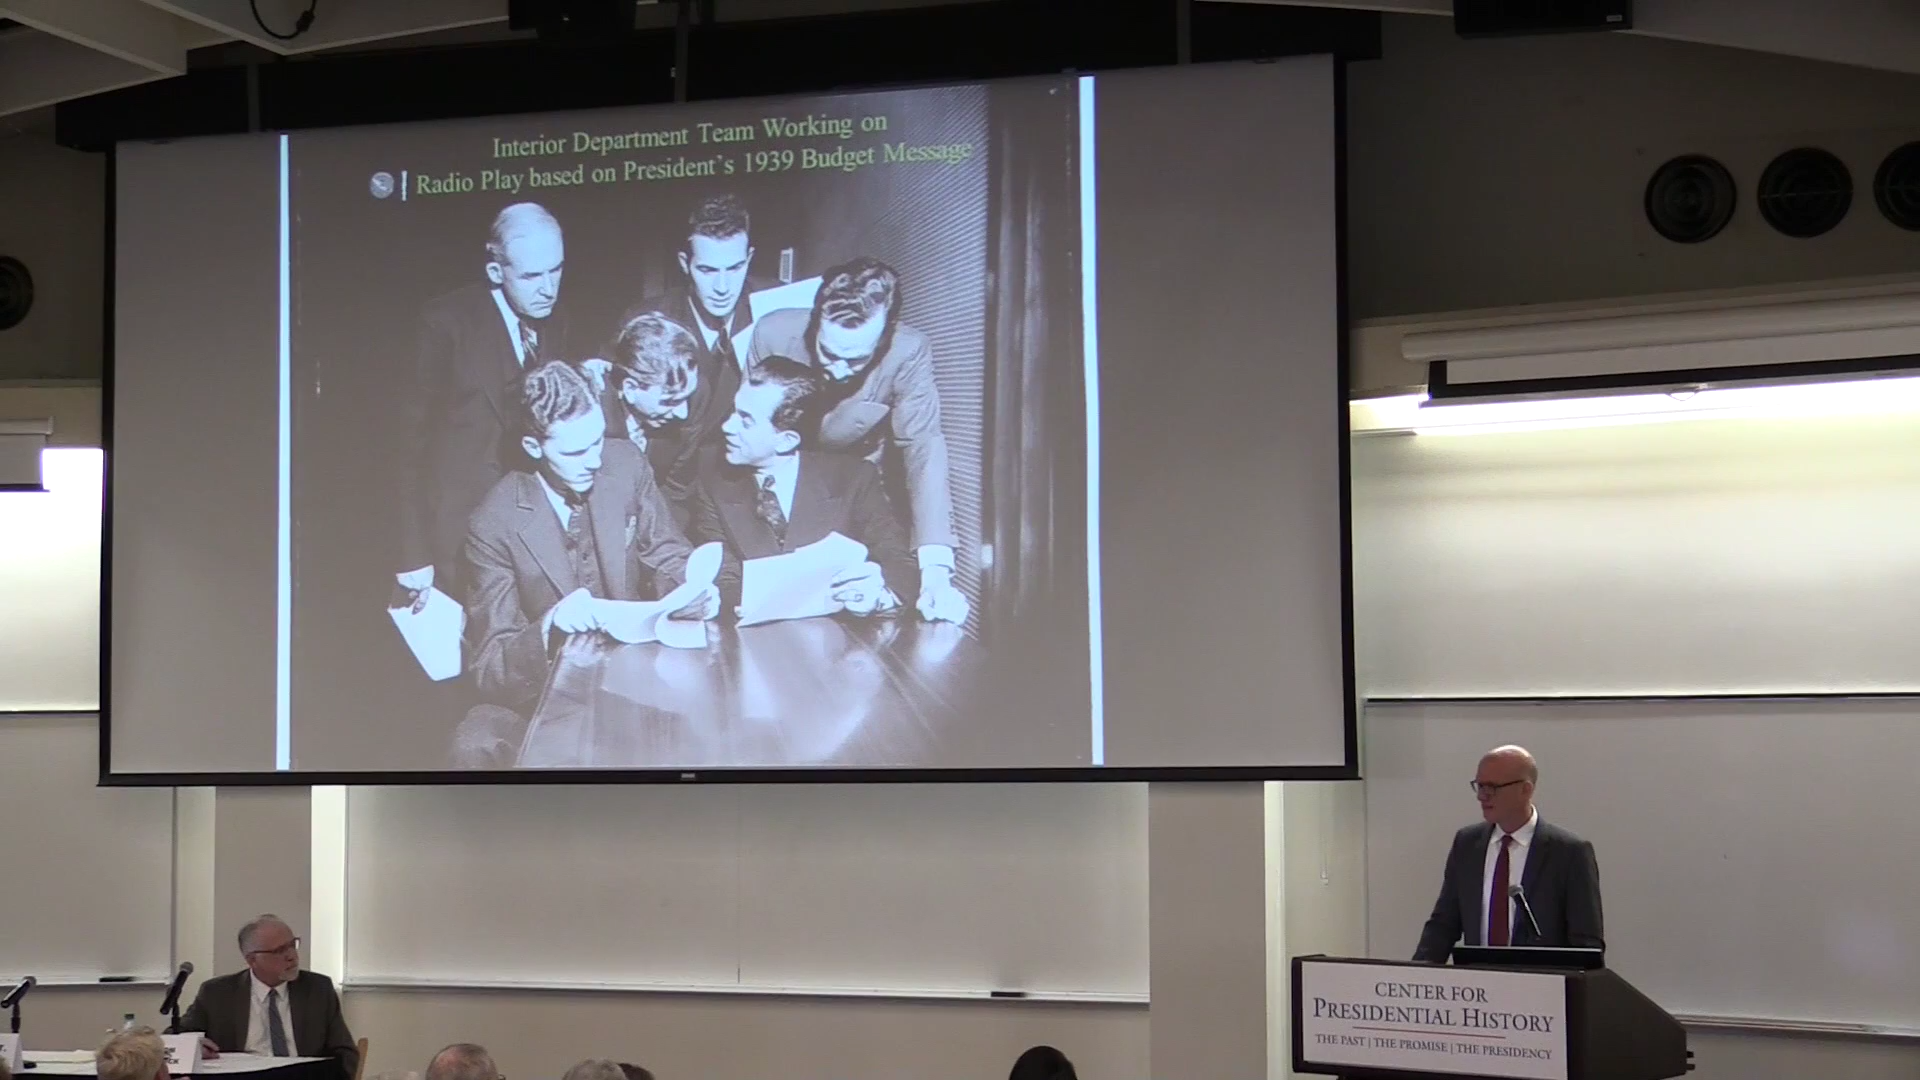 Interior Department Team Working on
Radio Play based on President's 1939 Budget Message
CENTER FOR
PRESIDENTIAL HISTORY
THE PAST | THE PROMISE | THE PRESIDENCY